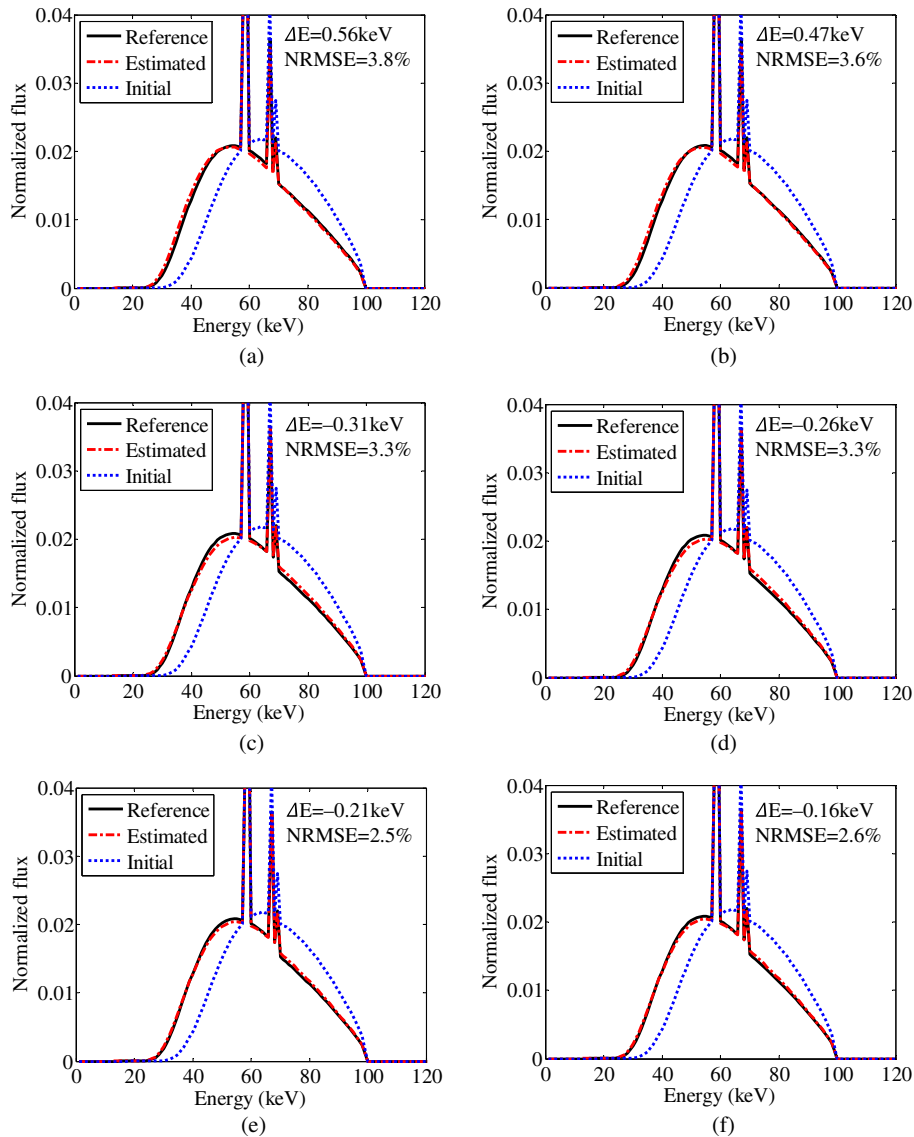 0.04
0.03
0.02
0.01
0
Normalized flux
Reference
Estimated
Initial
ΔE=0.56keV
NRMSE=3.8%
0 20 40 60 80 100 120
Energy (keV)
(a)
0.04
0.03
0.02
0.01
0
Normalized flux
Reference
Estimated
Initial
ΔE=0.47keV
NRMSE=3.6%
0 20 40 60 80 100 120
Energy (keV)
(b)
0.04
0.03
0.02
0.01
0
Normalized flux
Reference
Estimated
Initial
ΔE=−0.31keV
NRMSE=3.3%
0 20 40 60 80 100 120
Energy (keV)
(c)
0.04
0.03
0.02
0.01
0
Normalized flux
Reference
Estimated
Initial
ΔE=−0.26keV
NRMSE=3.3%
0 20 40 60 80 100 120
Energy (keV)
(d)
0.04
0.03
0.02
0.01
0
Normalized flux
Reference
Estimated
Initial
ΔE=−0.21keV
NRMSE=2.5%
0 20 40 60 80 100 120
Energy (keV)
(e)
0.04
0.03
0.02
0.01
0
Normalized flux
Reference
Estimated
Initial
ΔE=−0.16keV
NRMSE=2.6%
0 20 40 60 80 100 120
Energy (keV)
(f)